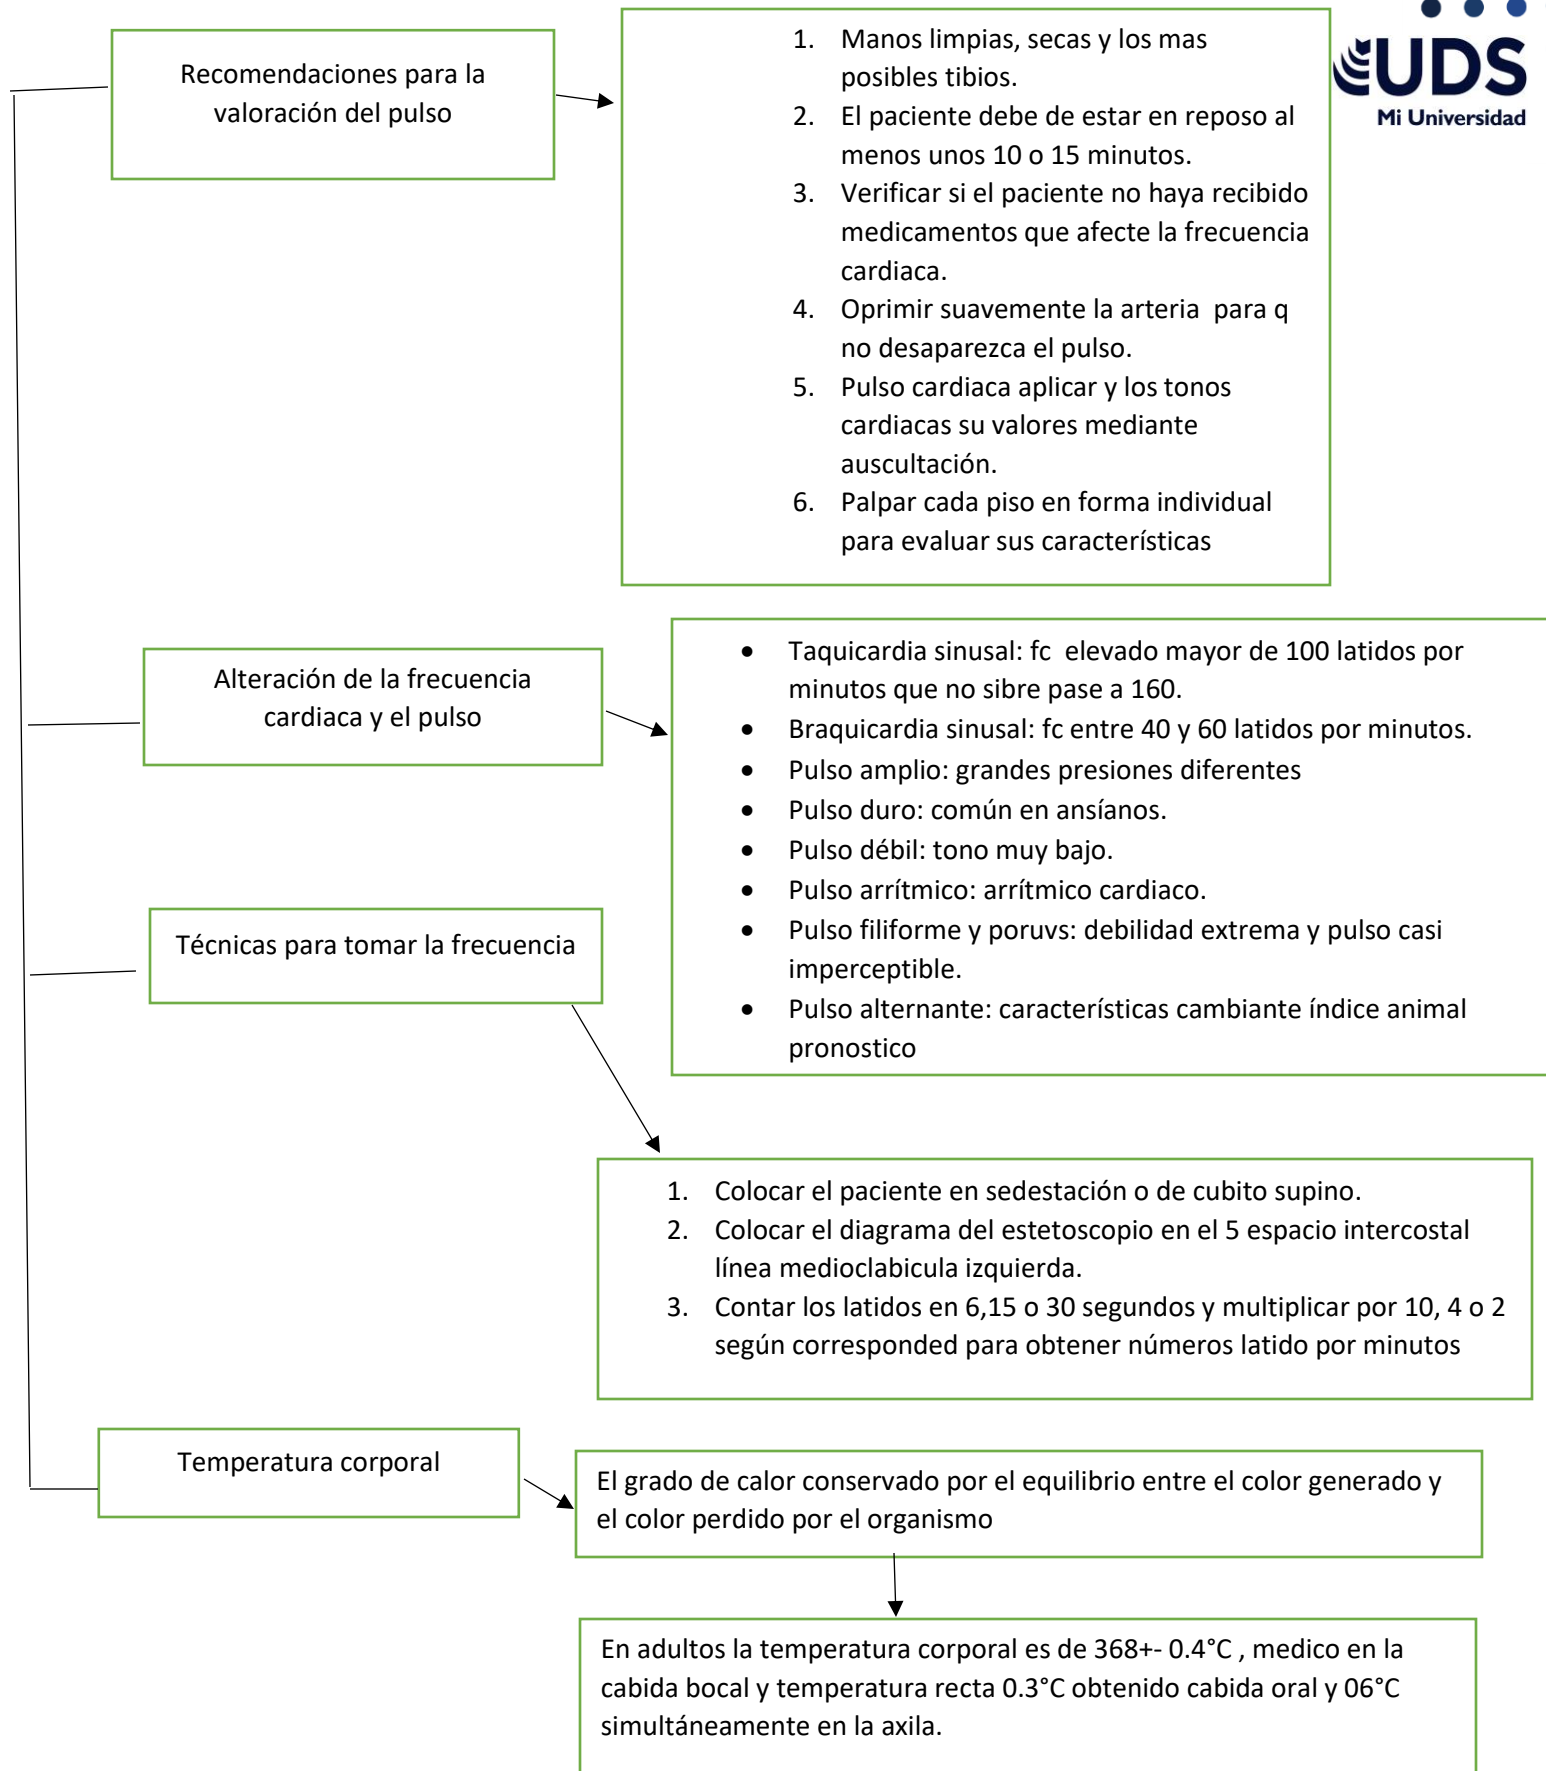 UDS
Mi Universidad
Recomendaciones para la
valoración del pulso
1. Manos limpias, secas y los mas
posibles tibios.
2. El paciente debe de estar en reposo al
menos unos 10 o 15 minutos.
3. Verificar si el paciente no haya recibido
medicamentos que afecte la frecuencia
cardiaca.
4. Oprimir suavemente la arteria  para q
no desaparezca el pulso.
5. Pulso cardiaca aplicar y los tonos
cardiacas su valores mediante
auscultación.
6. Palpar cada piso en forma individual
para evaluar sus características
Alteración de la frecuencia
cardiaca y el pulso
• Taquicardia sinusal: fc  elevado mayor de 100 latidos por
minutos que no sibre pase a 160.
• Braquicardia sinusal: fc entre 40 y 60 latidos por minutos.
• Pulso amplio: grandes presiones diferentes
• Pulso duro: común en ansíanos.
• Pulso débil: tono muy bajo.
• Pulso arrítmico: arrítmico cardiaco.
• Pulso filiforme y poruvs: debilidad extrema y pulso casi
imperceptible.
• Pulso alternante: características cambiante índice animal
pronostico
Técnicas para tomar la frecuencia
1. Colocar el paciente en sedestación o de cubito supino.
2. Colocar el diagrama del estetoscopio en el 5 espacio intercostal
línea medioclabicula izquierda.
3. Contar los latidos en 6,15 o 30 segundos y multiplicar por 10, 4 o 2
según corresponded para obtener números latido por minutos
Temperatura corporal
El grado de calor conservado por el equilibrio entre el color generado y
el color perdido por el organismo
En adultos la temperatura corporal es de 368+- 0.4°C , medico en la
cabida bocal y temperatura recta 0.3°C obtenido cabida oral y 06°C
simultáneamente en la axila.